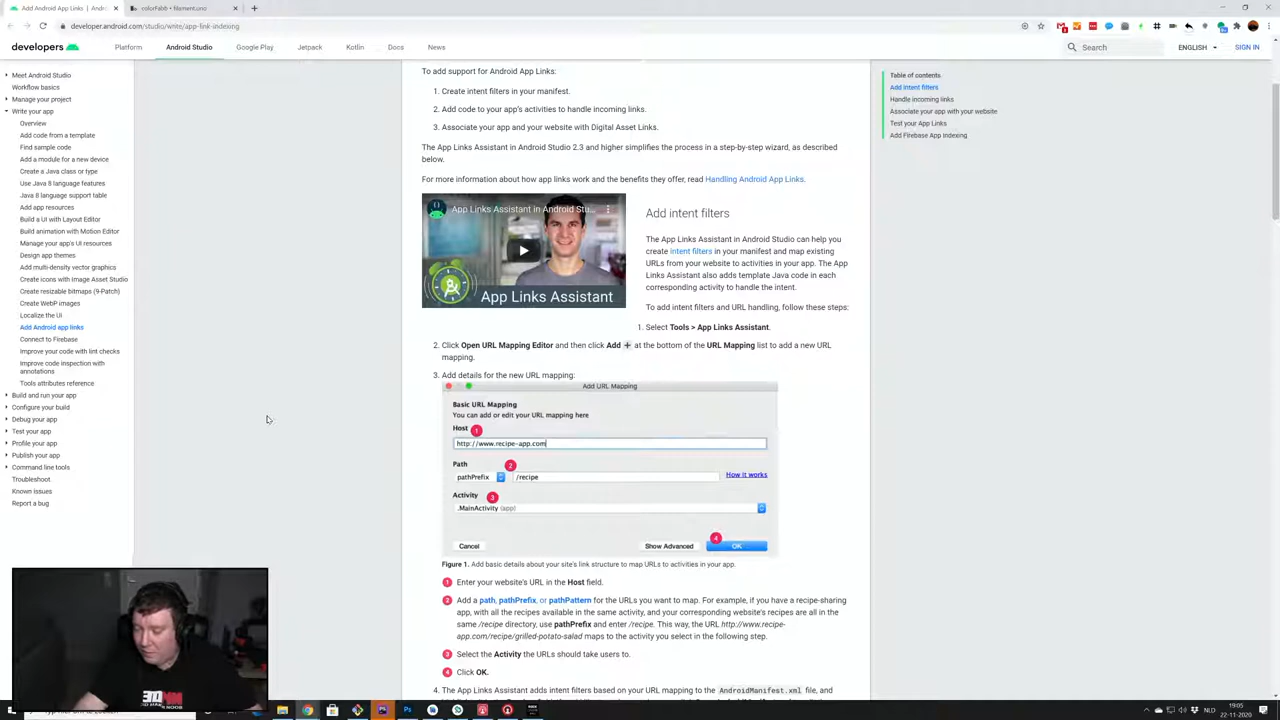 Add Android App Links | Andro
colorFabb • filament.uno
developer.android.com/studio/write/app-link-indexing
developers
Platform
Android Studio
Google Play
Jetpack
Kotlin
Docs
News
Search
ENGLISH
SIGN IN
Meet Android Studio
Workflow basics
Manage your project
Write your app
Overview
Add code from a template
Find sample code
Add a module for a new device
Create a Java class or type
Use Java 8 language features
Java 8 language support table
Add app resources
Build a UI with Layout Editor
Build animation with Motion Editor
Manage your app's UI resources
Design app themes
Add multi-density vector graphics
Create icons with Image Asset Studio
Create resizable bitmaps (9-Patch)
Create WebP images
Localize the UI
Add Android app links
Connect to Firebase
Improve your code with lint checks
Improve code inspection with
annotations
Tools attributes reference
Build and run your app
Configure your build
Debug your app
Test your app
Profile your app
Publish your app
Command line tools
Troubleshoot
Known issues
Report a bug
To add support for Android App Links:
1. Create intent filters in your manifest.
2. Add code to your app's activities to handle incoming links.
3. Associate your app and your website with Digital Asset Links.
The App Links Assistant in Android Studio 2.3 and higher simplifies the process in a step-by-step wizard, as described
below.
For more information about how app links work and the benefits they offer, read Handling Android App Links.
App Links Assistant in Android Stu...
App Links Assistant
Add intent filters
The App Links Assistant in Android Studio can help you
create intent filters in your manifest and map existing
URLs from your website to activities in your app. The App
Links Assistant also adds template Java code in each
corresponding activity to handle the intent.
To add intent filters and URL handling, follow these steps:
1. Select Tools > App Links Assistant.
2. Click Open URL Mapping Editor and then click Add + at the bottom of the URL Mapping list to add a new URL
mapping.
3. Add details for the new URL mapping:
Add URL Mapping
Basic URL Mapping
You can add or edit your URL mapping here
Host 1
http://www.recipe-app.com
Path 2
pathPrefix /recipe How it works
Activity 3
.MainActivity (app)
4
Cancel Show Advanced OK
Figure 1. Add basic details about your site's link structure to map URLs to activities in your app.
1 Enter your website's URL in the Host field.
2 Add a path, pathPrefix, or pathPattern for the URLs you want to map. For example, if you have a recipe-sharing
app, with all the recipes available in the same activity, and your corresponding website's recipes are all in the
same /recipe directory, use pathPrefix and enter /recipe. This way, the URL http://www.recipe-
app.com/recipe/grilled-potato-salad maps to the activity you select in the following step.
3 Select the Activity the URLs should take users to.
4 Click OK.
4. The App Links Assistant adds intent filters based on your URL mapping to the AndroidManifest.xml file, and
Table of contents
Add intent filters
Handle incoming links
Associate your app with your website
Test your App Links
Add Firebase App Indexing
NLD
19:05
22-11-2020